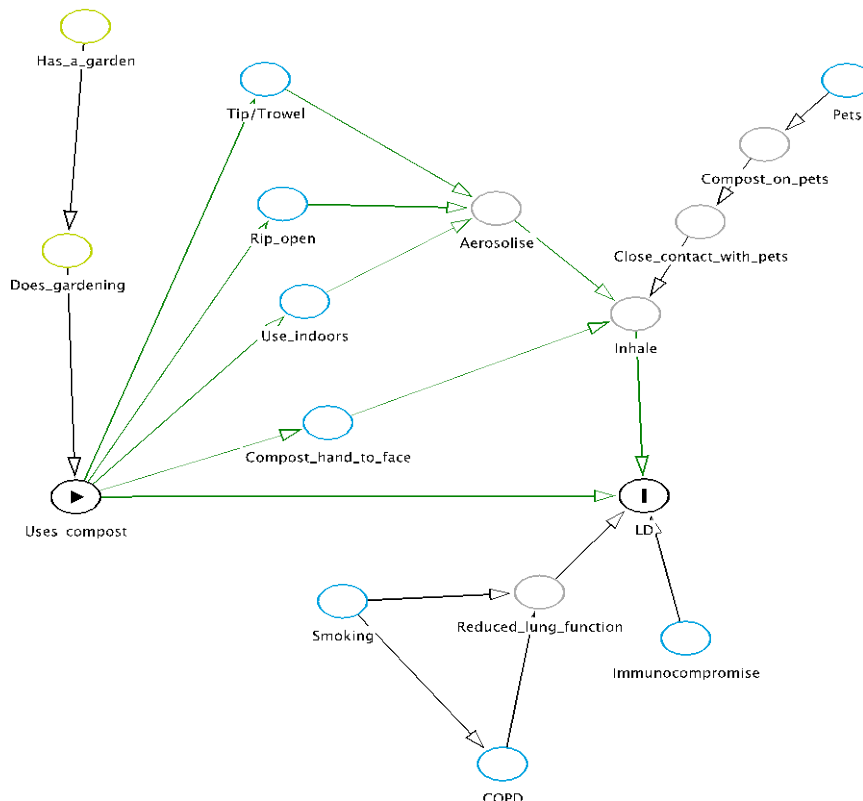 Has_a_garden
Tip/Trowel
Pets
Compost_on_pets
Rip_open
Aerosolise
Close_contact_with_pets
Does_gardening
Use_indoors
Inhale
Compost_hand_to_face
Uses compost
LD
Smoking
Reduced_lung_function
Immunocompromise
COPD